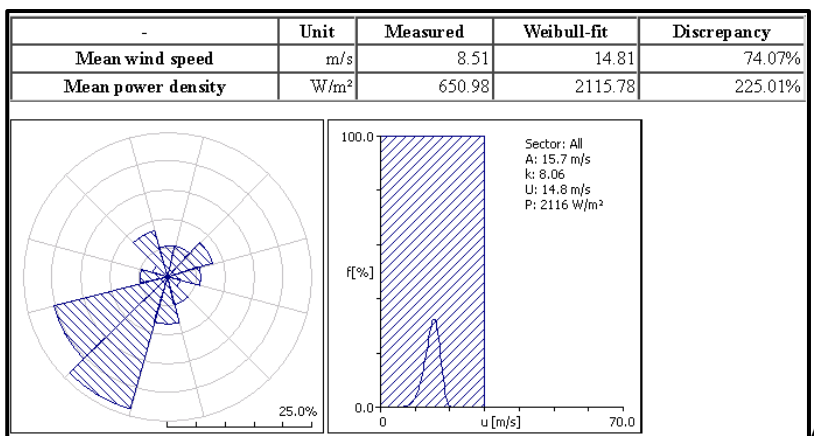 - Unit Measured Weibull-fit Discrepancy
Mean wind speed m/s 8.51 14.81 74.07%
Mean power density W/m² 650.98 2115.78 225.01%
25.0%
100.0
f[%]
0.0
0 u [m/s] 70.0
Sector: All
A: 15.7 m/s
k: 8.06
U: 14.8 m/s
P: 2116 W/m²